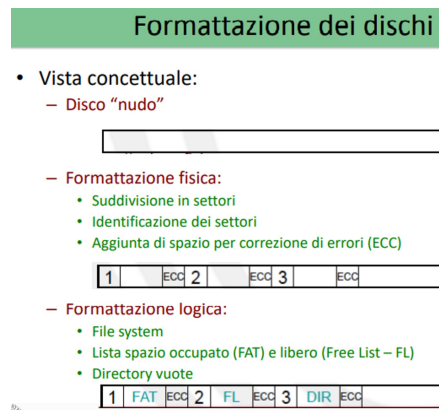 Formattazione dei dischi
• Vista concettuale:
– Disco “nudo”
– Formattazione fisica:
• Suddivisione in settori
• Identificazione dei settori
• Aggiunta di spazio per correzione di errori (ECC)
1 ECC 2 ECC 3 ECC
– Formattazione logica:
• File system
• Lista spazio occupato (FAT) e libero (Free List – FL)
• Directory vuote
1 FAT ECC 2 FL ECC 3 DIR ECC